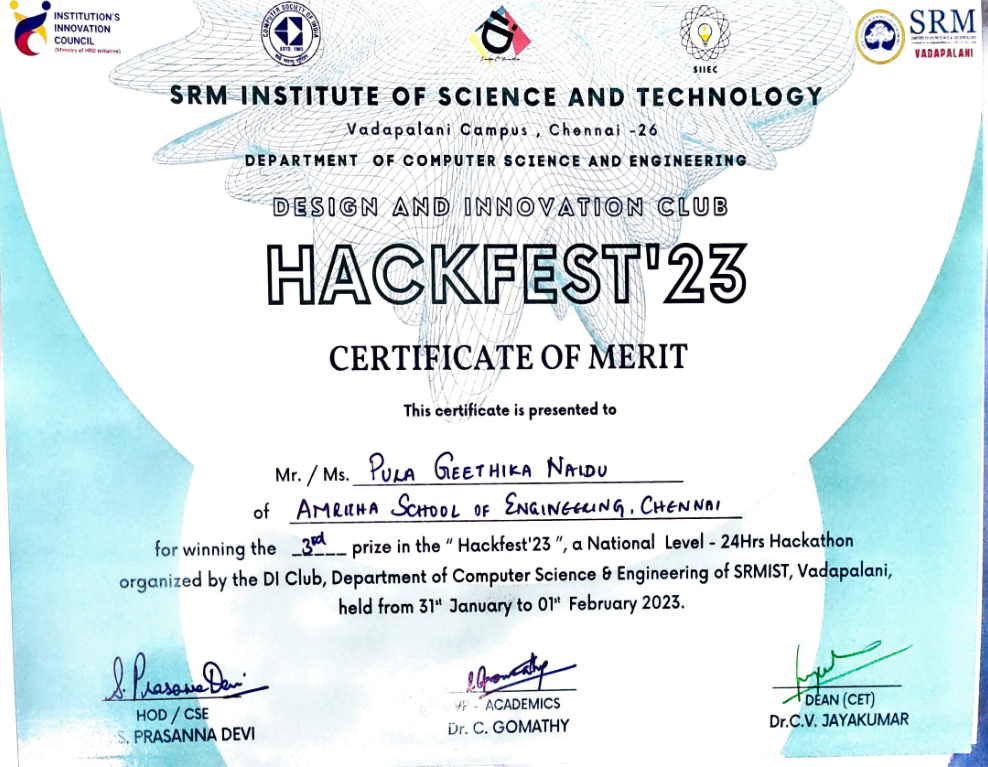 INSTITUTION'S
INNOVATION
COUNCIL
(Ministry of HRD Initiative)
COMPUTER SOCIETY OF INDIA
ESTD. 1965
SIIEC
SRM
VADAPALANI
SRM INSTITUTE OF SCIENCE AND TECHNOLOGY
Vadapalani Campus , Chennai -26
DEPARTMENT OF COMPUTER SCIENCE AND ENGINEERING
DESIGN AND INNOVATION CLUB
HACKFEST'23
CERTIFICATE OF MERIT
This certificate is presented to
Mr. / Ms. PULA GEETHIKA NAIDU
of AMRITHA SCHOOL OF ENGINEERING, CHENNAI
for winning the 3rd prize in the " Hackfest'23 ", a National Level - 24Hrs Hackathon
organized by the DI Club, Department of Computer Science & Engineering of SRMIST, Vadapalani,
held from 31st January to 01st February 2023.
S. Prasanna Devi
HOD / CSE
S. PRASANNA DEVI
VP - ACADEMICS
Dr. C. GOMATHY
DEAN (CET)
Dr.C.V. JAYAKUMAR